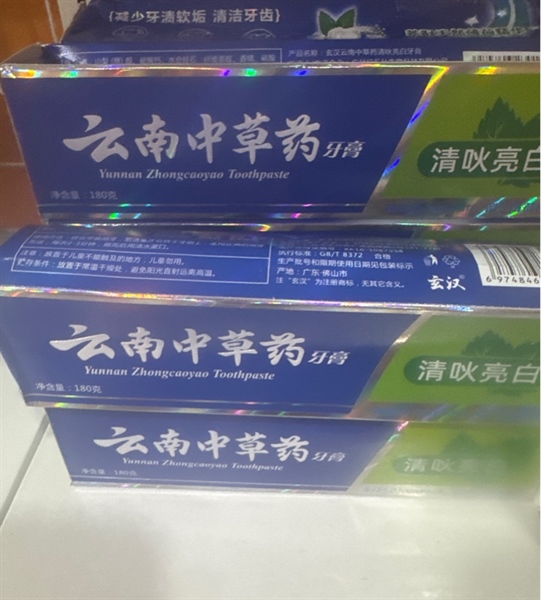 减少牙渍软垢 清洁牙齿
产品名称：玄汉云南中草药清呋亮白牙膏
云南中草药牙膏
Yunnan Zhongcaoyao Toothpaste
净含量：180克
清呋亮白
注意：放置于儿童不能触及的地方，儿童勿用。
贮存条件：放置于常温干燥处，避免阳光直射远离高温。
执行标准：GB/T 8372 合格
生产批号和限期使用日期见包装标示
产地：广东·佛山市
注“玄汉”为注册商标，无其它含义。
玄汉
6 974846
云南中草药牙膏
Yunnan Zhongcaoyao Toothpaste
净含量：180克
清呋亮白
云南中草药牙膏
Yunnan Zhongcaoyao Toothpaste
净含量：180克
清呋亮